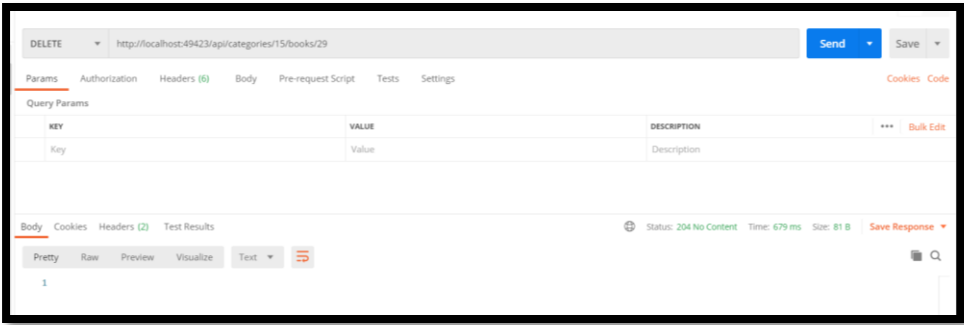 DELETE http://localhost:49423/api/categories/15/books/29 Send Save
Params Authorization Headers (6) Body Pre-request Script Tests Settings Cookies Code
Query Params
KEY VALUE DESCRIPTION ••• Bulk Edit
Key Value Description
Body Cookies Headers (2) Test Results Status: 204 No Content Time: 679 ms Size: 81 B Save Response
Pretty Raw Preview Visualize Text
1